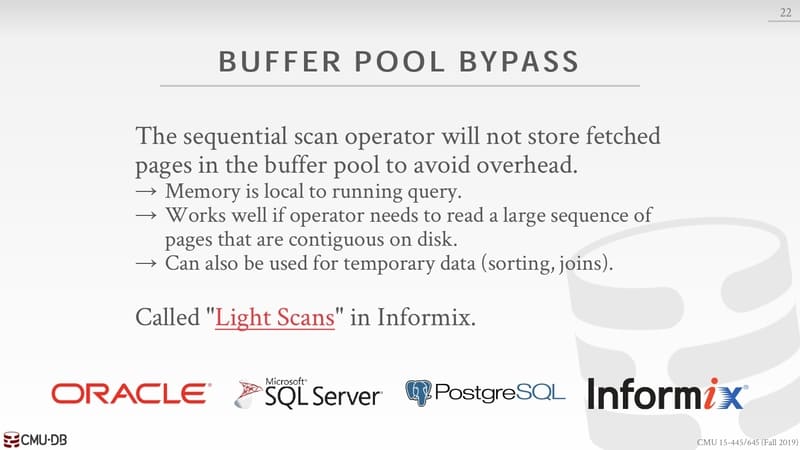 22
BUFFER POOL BYPASS
The sequential scan operator will not store fetched
pages in the buffer pool to avoid overhead.
→ Memory is local to running query.
→ Works well if operator needs to read a large sequence of
pages that are contiguous on disk.
→ Can also be used for temporary data (sorting, joins).
Called "Light Scans" in Informix.
ORACLE®
Microsoft®
SQL Server
PostgreSQL
Informix®
CMU·DB
CMU 15-445/645 (Fall 2019)